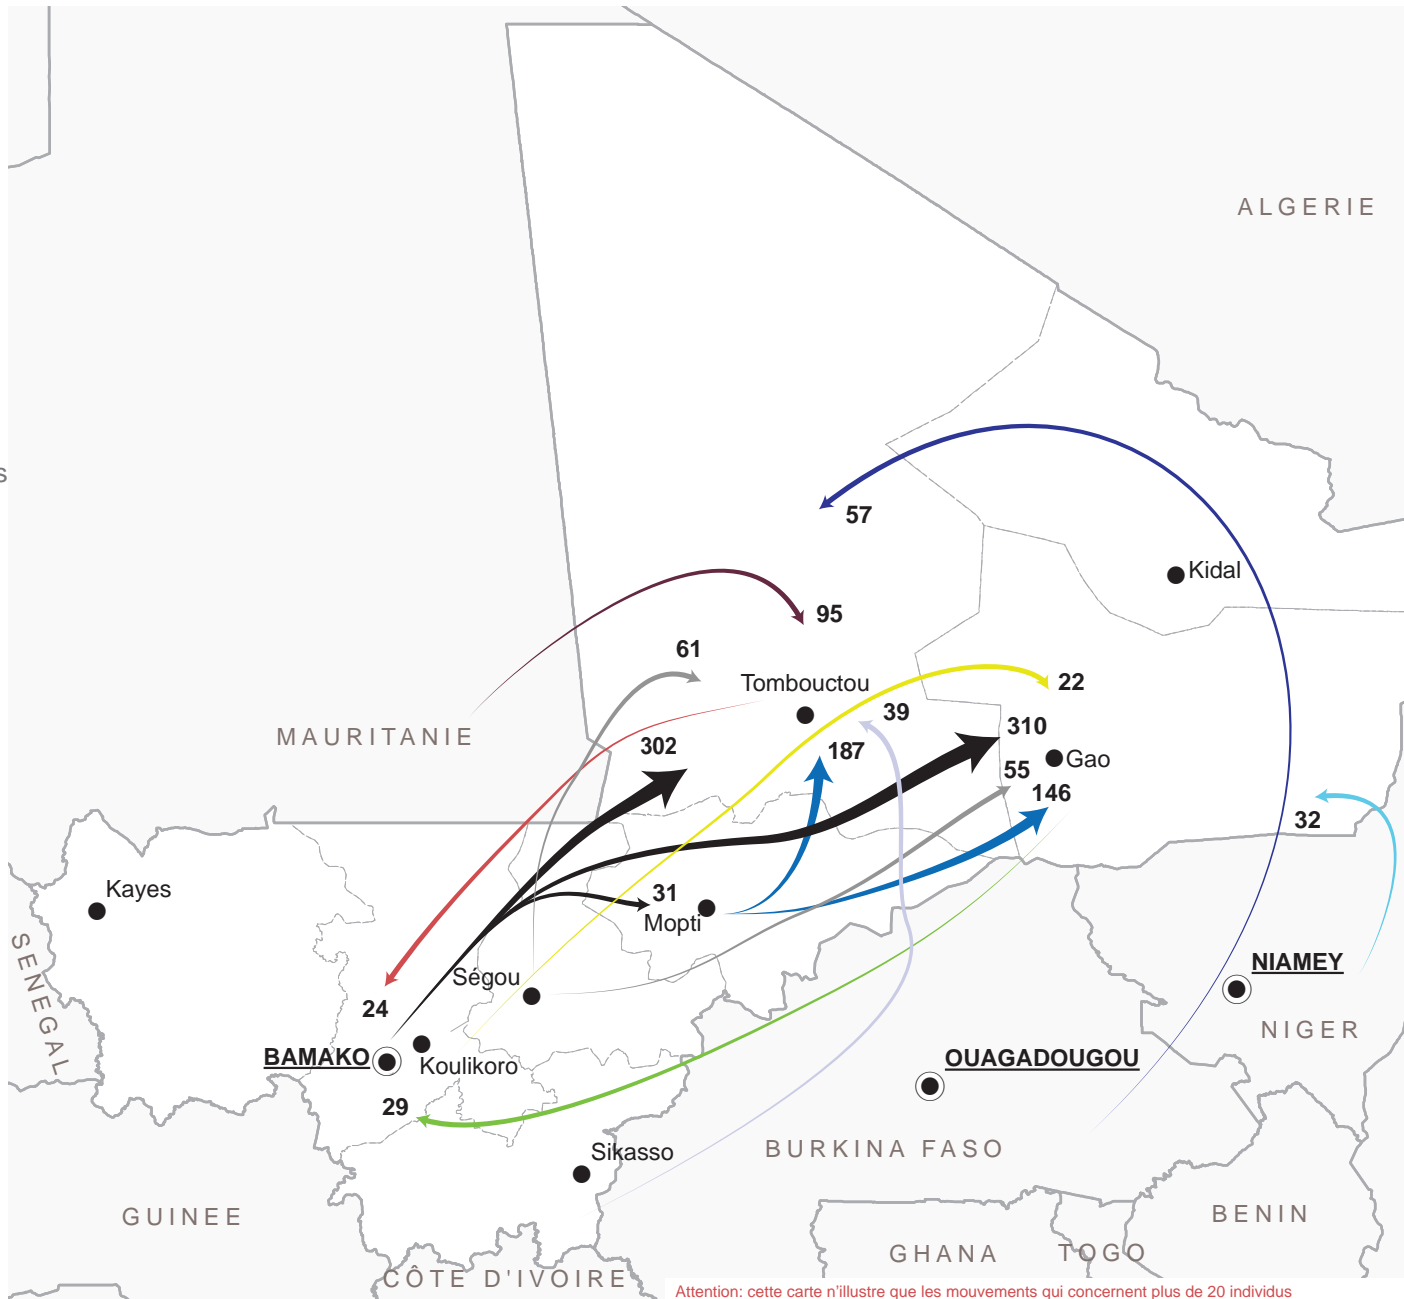 ALGERIE
s
57
Kidal
95
61
Tombouctou
22
39
MAURITANIE
310
302
187
Gao
55
146
32
Kayes
31
Mopti
SENEGAL
Ségou
NIAMEY
24
NIGER
BAMAKO
Koulikoro
OUAGADOUGOU
29
Sikasso
BURKINA FASO
GUINEE
BENIN
GHANA
TOGO
CÔTE D'IVOIRE
Attention: cette carte n'illustre que les mouvements qui concernent plus de 20 individus